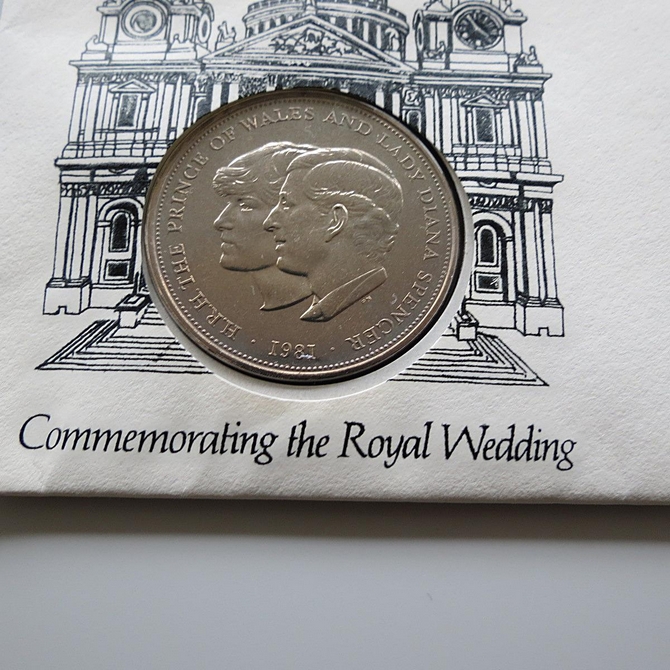 H.R.H. THE PRINCE OF WALES AND LADY DIANA SPENCER
· 1981 ·
Commemorating the Royal Wedding